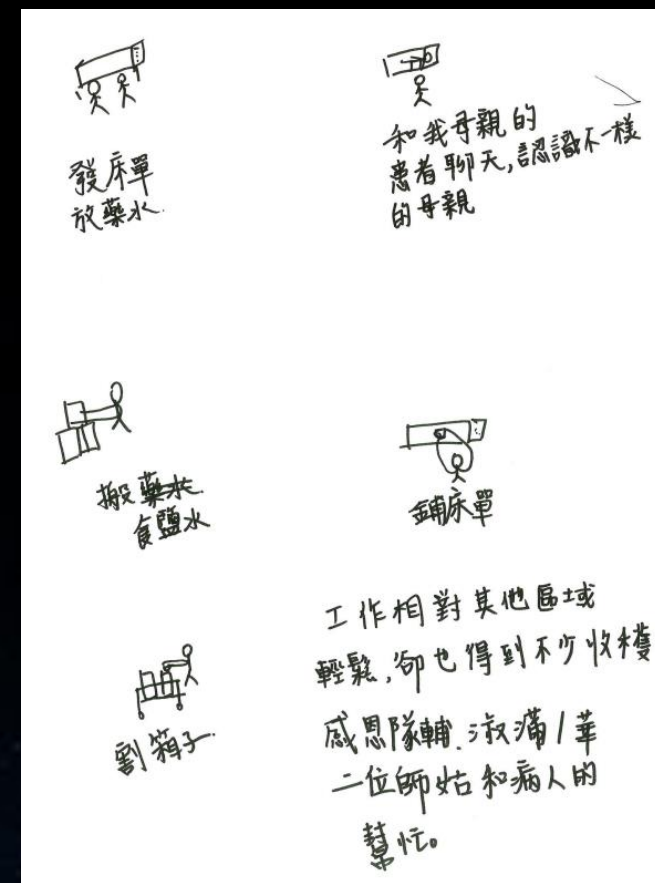 發床單
放藥水.
和我母親的
患者聊天,認識不一樣
的母親
搬藥水.
食鹽水
鋪床單
割箱子.
工作相對其他區域
輕鬆,卻也得到不少收穫
感恩隊輔.淑滿/華
二位師姑和病人的
幫忙。